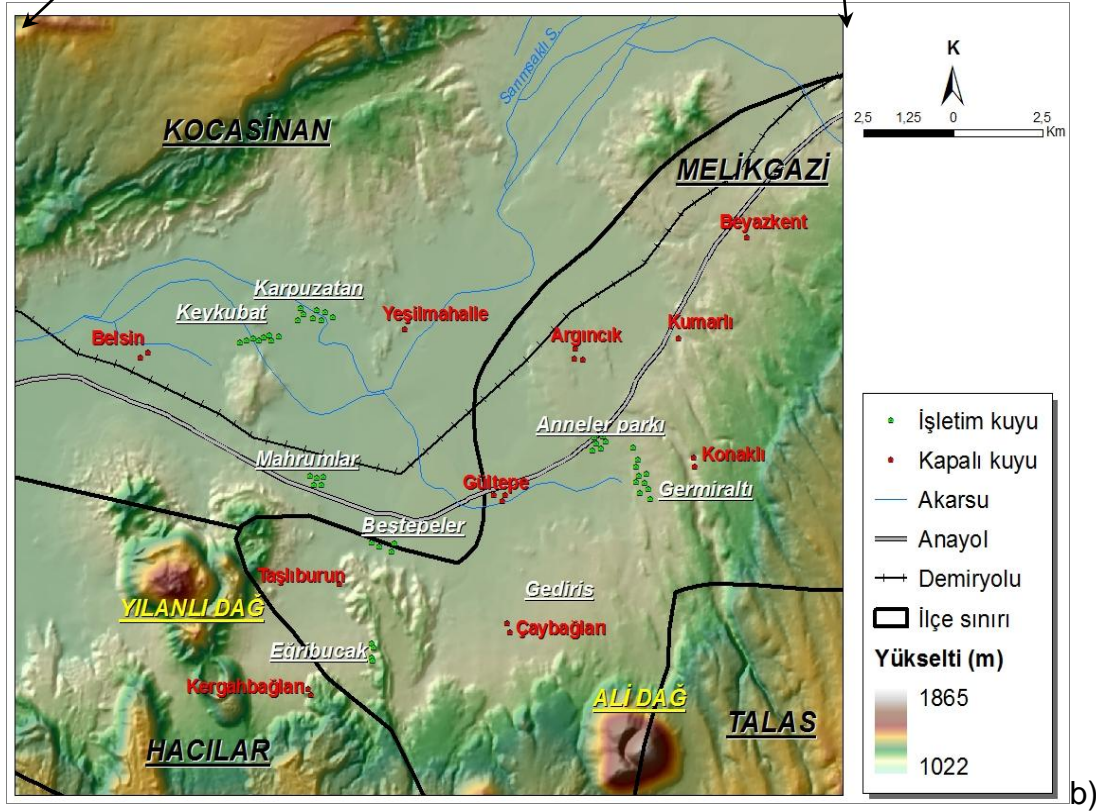 Sarımsaklı S.
K
2,5 1,25 0 2,5
Km
KOCASİNAN
MELİKGAZİ
Beyazkent
Karpuzatan
Keykubat
Yeşilmahalle
Belsin
Argıncık
Kumarlı
Anneler parkı
Mahrumlar
Konaklı
Gültepe
Germiraltı
Beştepeler
Taşlıburun
Gediris
YILANLI DAĞ
Çaybağları
Eğribucak
Kergahbağları
ALİ DAĞ
HACILAR
TALAS
İşletim kuyu
Kapalı kuyu
Akarsu
Anayol
Demiryolu
İlçe sınırı
Yükselti (m)
1865
1022
b)